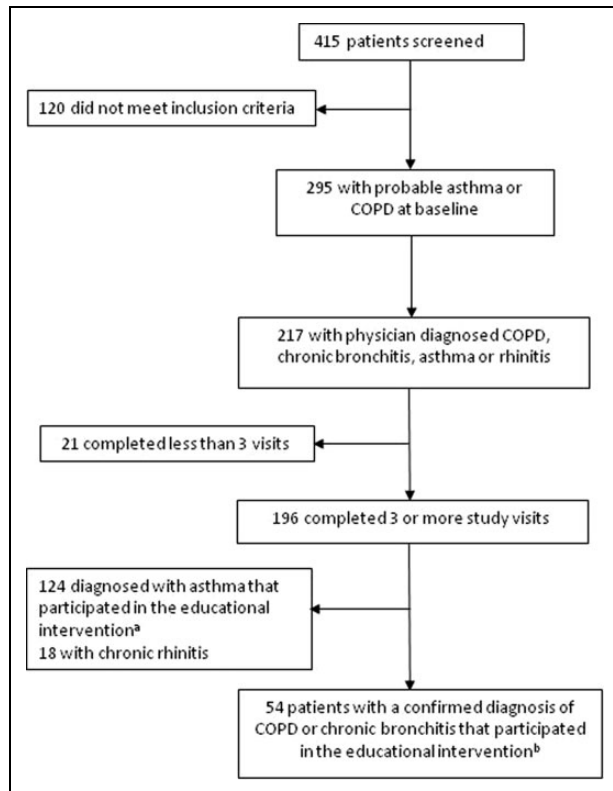 415 patients screened
120 did not meet inclusion criteria
295 with probable asthma or
COPD at baseline
217 with physician diagnosed COPD,
chronic bronchitis, asthma or rhinitis
21 completed less than 3 visits
196 completed 3 or more study visits
124 diagnosed with asthma that
participated in the educational
interventionᵃ
18 with chronic rhinitis
54 patients with a confirmed diagnosis of
COPD or chronic bronchitis that participated
in the educational interventionᵇ